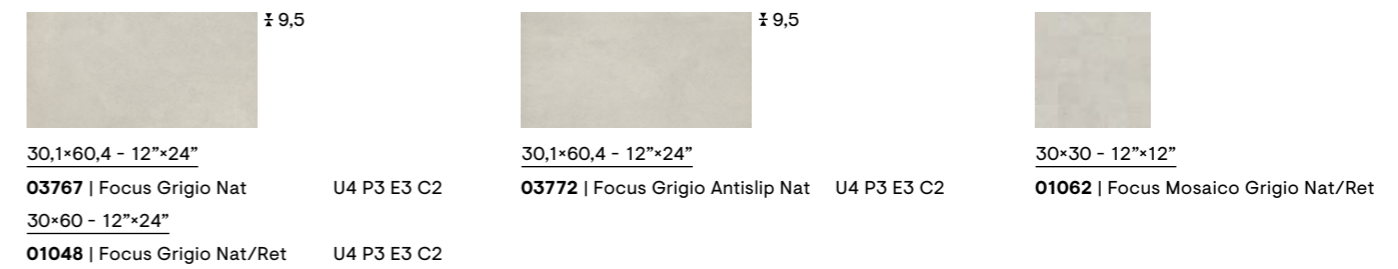 9,5
30,1×60,4 - 12”×24”
03767 | Focus Grigio Nat U4 P3 E3 C2
30×60 - 12”×24”
01048 | Focus Grigio Nat/Ret U4 P3 E3 C2
9,5
30,1×60,4 - 12”×24”
03772 | Focus Grigio Antislip Nat U4 P3 E3 C2
30×30 - 12”×12”
01062 | Focus Mosaico Grigio Nat/Ret